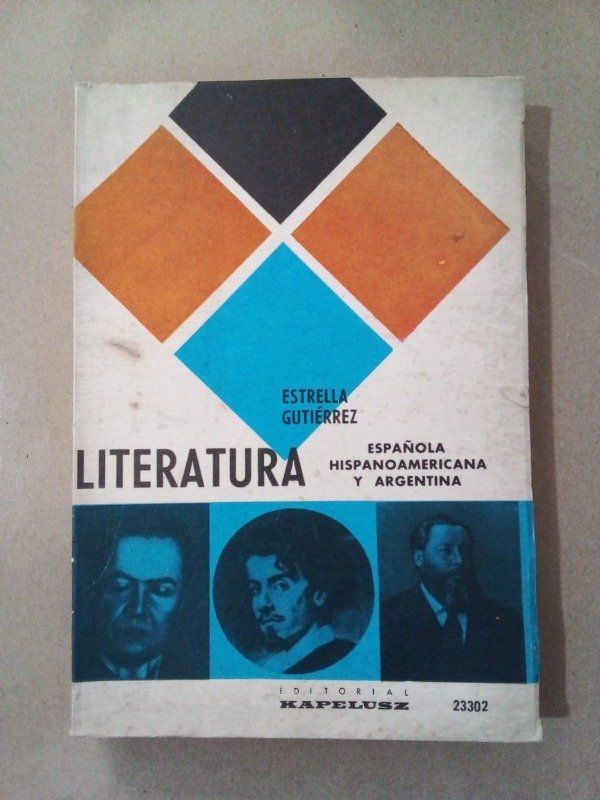 ESTRELLA
GUTIÉRREZ
LITERATURA
ESPAÑOLA
HISPANOAMERICANA
Y ARGENTINA
EDITORIAL
KAPELUSZ
23302